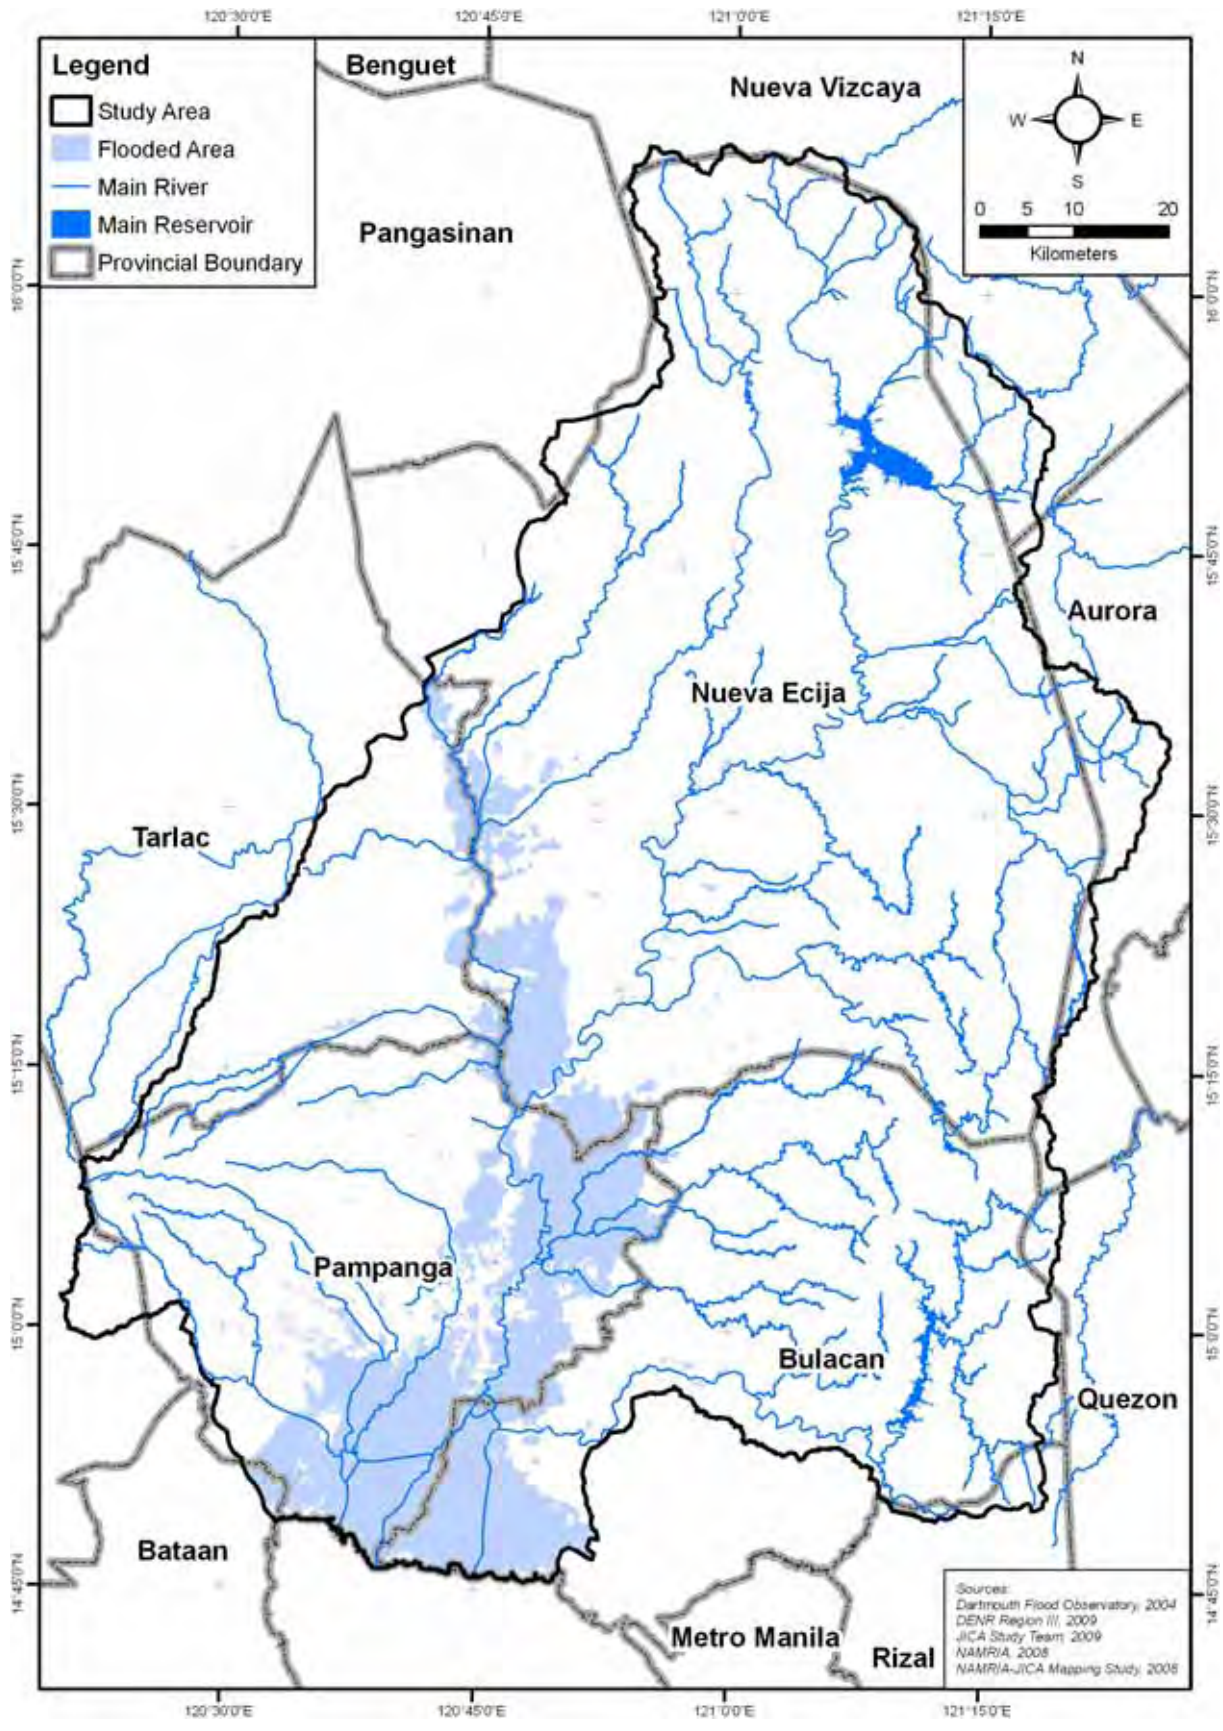 120°30'0"E
120°45'0"E
121°0'0"E
121°15'0"E
Legend
Study Area
Flooded Area
Main River
Main Reservoir
Provincial Boundary
Benguet
Nueva Vizcaya
N
W E
S
0 5 10 20
Kilometers
Pangasinan
16°0'0"N
16°0'0"N
15°45'0"N
15°45'0"N
Aurora
Nueva Ecija
15°30'0"N
15°30'0"N
Tarlac
15°15'0"N
15°15'0"N
Pampanga
15°0'0"N
15°0'0"N
Bulacan
Quezon
Bataan
14°45'0"N
14°45'0"N
Metro Manila
Rizal
Sources:
Dartmouth Flood Observatory, 2004
DENR Region III, 2009
JICA Study Team, 2009
NAMRIA, 2008
NAMRIA-JICA Mapping Study, 2008
120°30'0"E
120°45'0"E
121°0'0"E
121°15'0"E